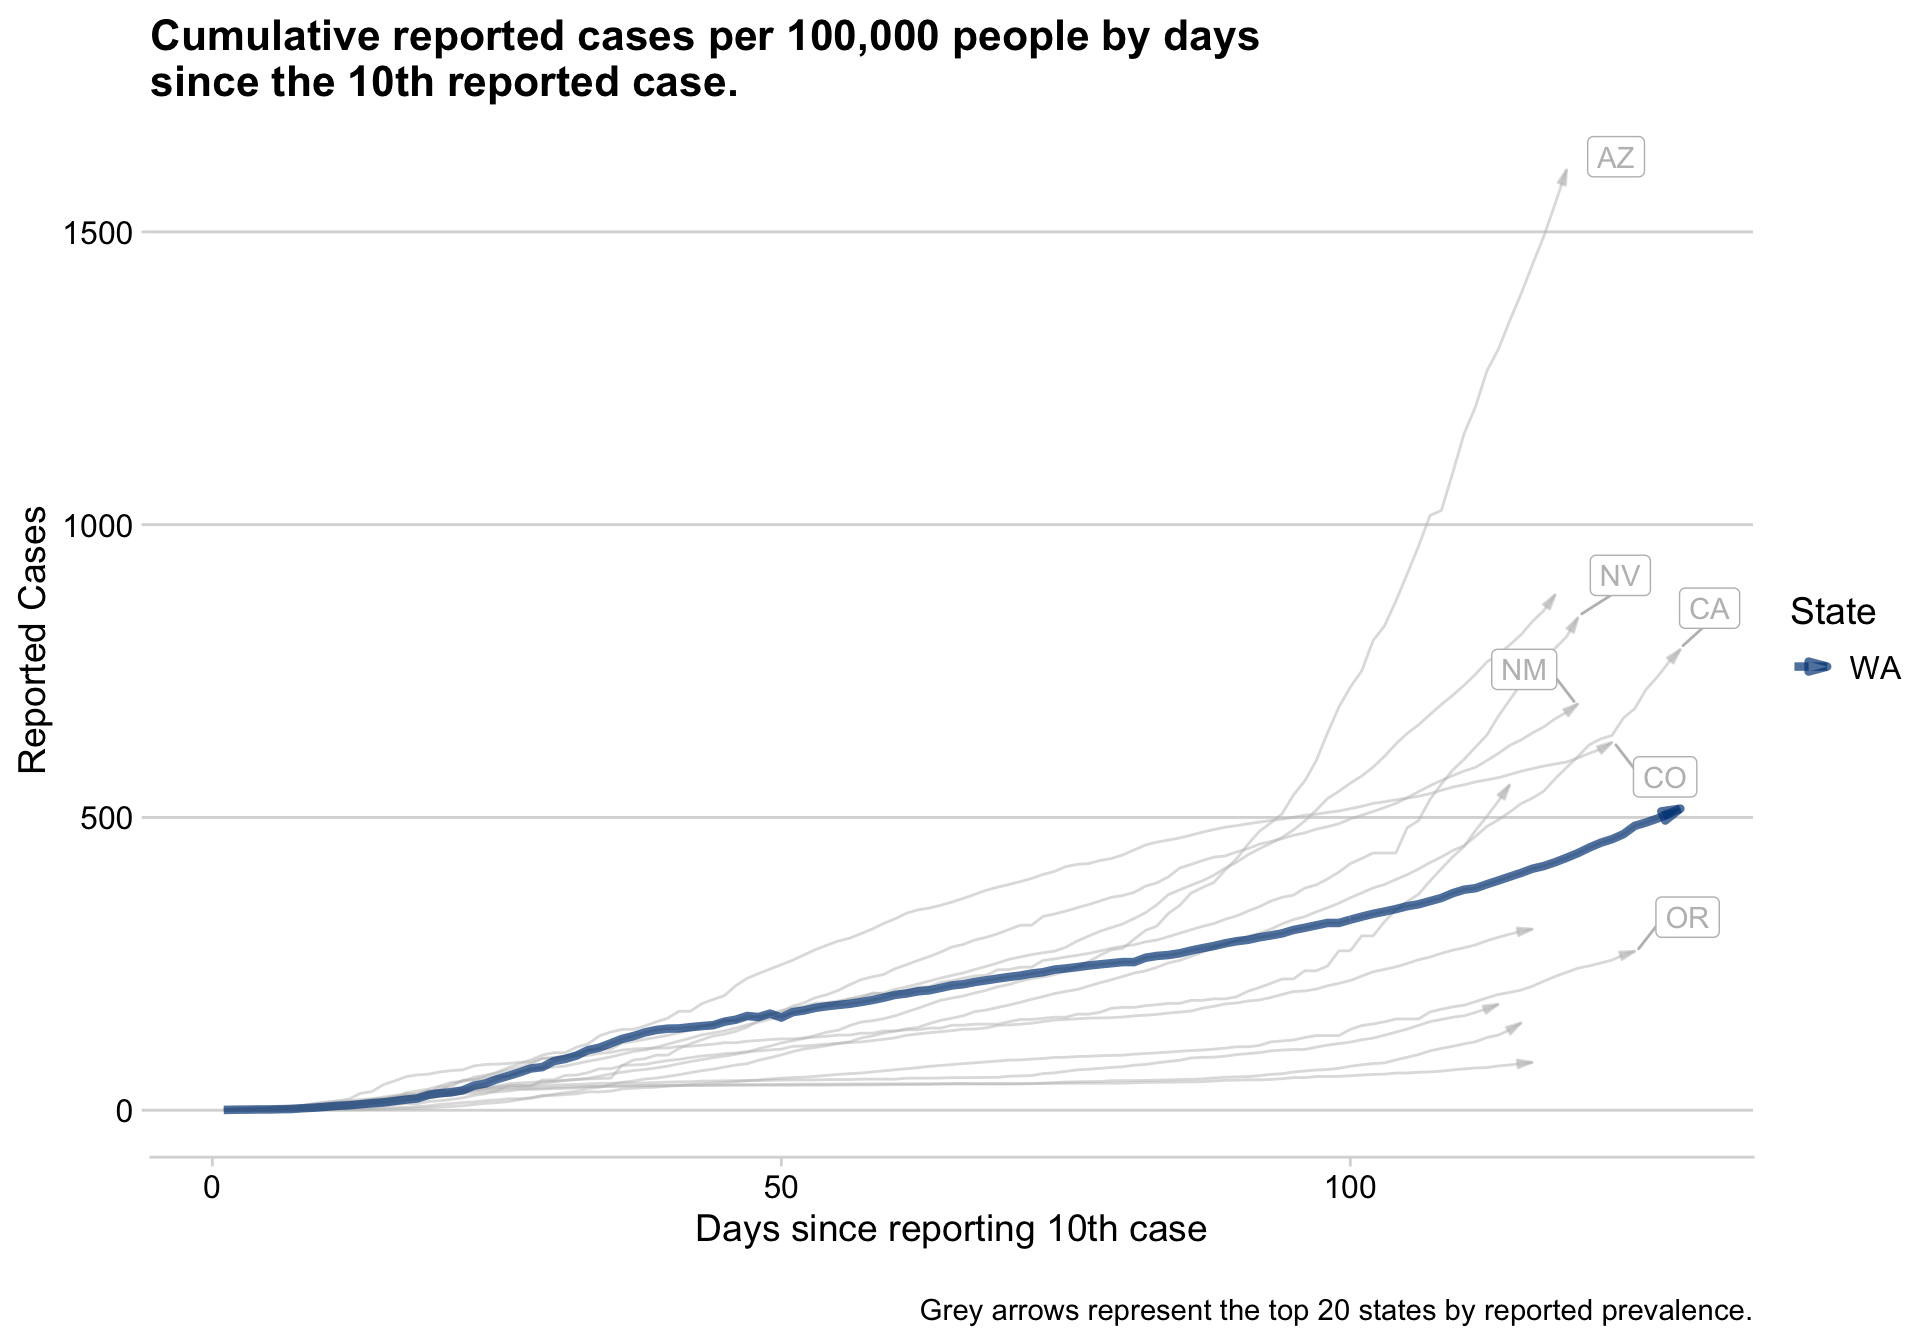 Cumulative reported cases per 100,000 people by days
since the 10th reported case.
AZ
1500
1000
NV
CA
NM
CO
500
OR
0
Reported Cases
State
WA
0 50 100
Days since reporting 10th case
Grey arrows represent the top 20 states by reported prevalence.